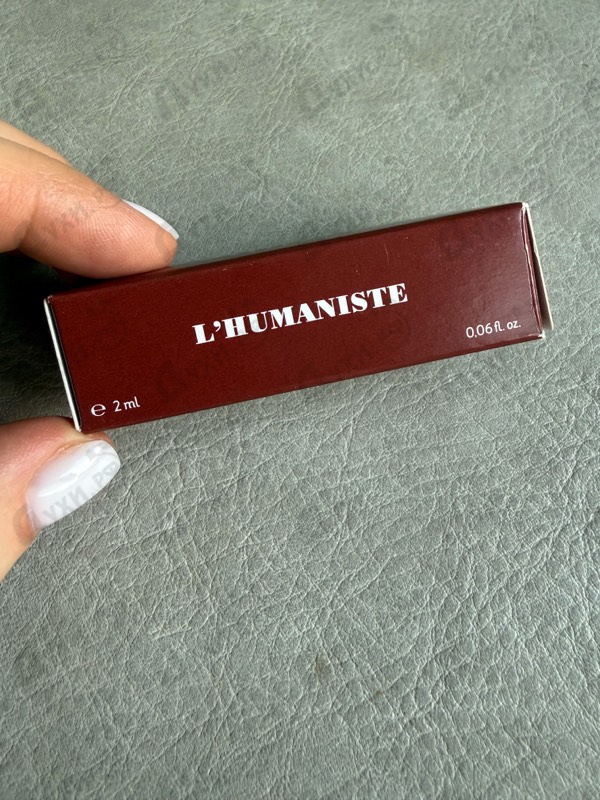 L'HUMANISTE
0,06 fl. oz.
℮ 2 ml